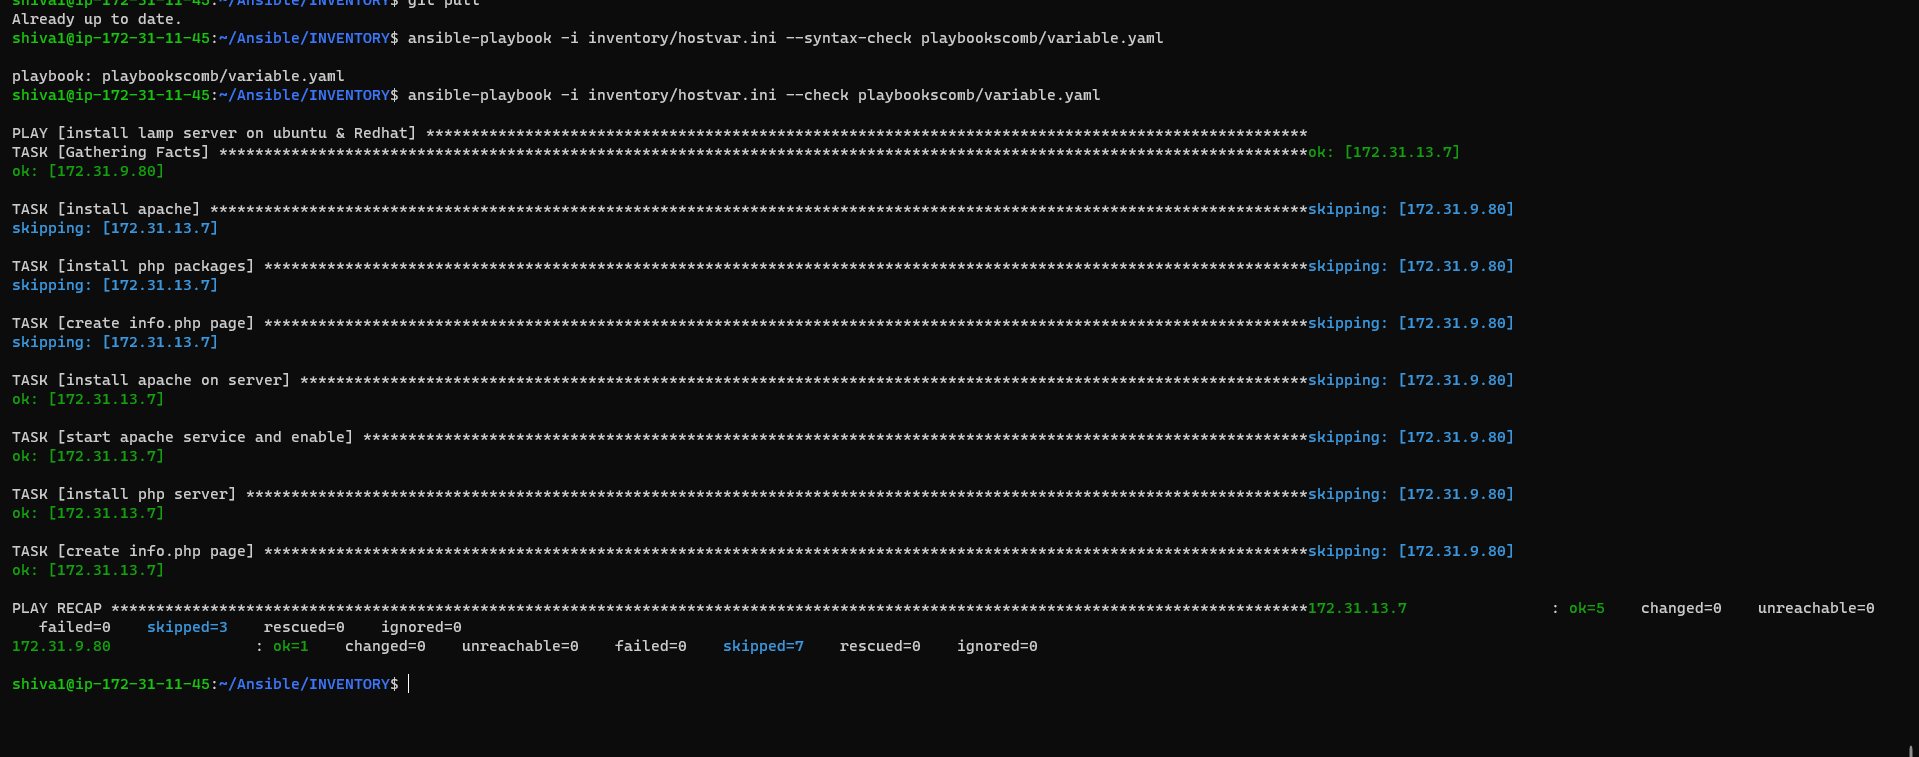 shiva1@ip-172-31-11-45:~/Ansible/INVENTORY$ git pull
Already up to date.
shiva1@ip-172-31-11-45:~/Ansible/INVENTORY$ ansible-playbook -i inventory/hostvar.ini --syntax-check playbookscomb/variable.yaml

playbook: playbookscomb/variable.yaml
shiva1@ip-172-31-11-45:~/Ansible/INVENTORY$ ansible-playbook -i inventory/hostvar.ini --check playbookscomb/variable.yaml

PLAY [install lamp server on ubuntu & Redhat] **************************************************************************************************
TASK [Gathering Facts] *************************************************************************************************************************ok: [172.31.13.7]
ok: [172.31.9.80]

TASK [install apache] **************************************************************************************************************************skipping: [172.31.9.80]
skipping: [172.31.13.7]

TASK [install php packages] ********************************************************************************************************************skipping: [172.31.9.80]
skipping: [172.31.13.7]

TASK [create info.php page] ********************************************************************************************************************skipping: [172.31.9.80]
skipping: [172.31.13.7]

TASK [install apache on server] ****************************************************************************************************************skipping: [172.31.9.80]
ok: [172.31.13.7]

TASK [start apache service and enable] *********************************************************************************************************skipping: [172.31.9.80]
ok: [172.31.13.7]

TASK [install php server] **********************************************************************************************************************skipping: [172.31.9.80]
ok: [172.31.13.7]

TASK [create info.php page] ********************************************************************************************************************skipping: [172.31.9.80]
ok: [172.31.13.7]

PLAY RECAP *************************************************************************************************************************************172.31.13.7                : ok=5    changed=0    unreachable=0
   failed=0    skipped=3    rescued=0    ignored=0
172.31.9.80                : ok=1    changed=0    unreachable=0    failed=0    skipped=7    rescued=0    ignored=0

shiva1@ip-172-31-11-45:~/Ansible/INVENTORY$